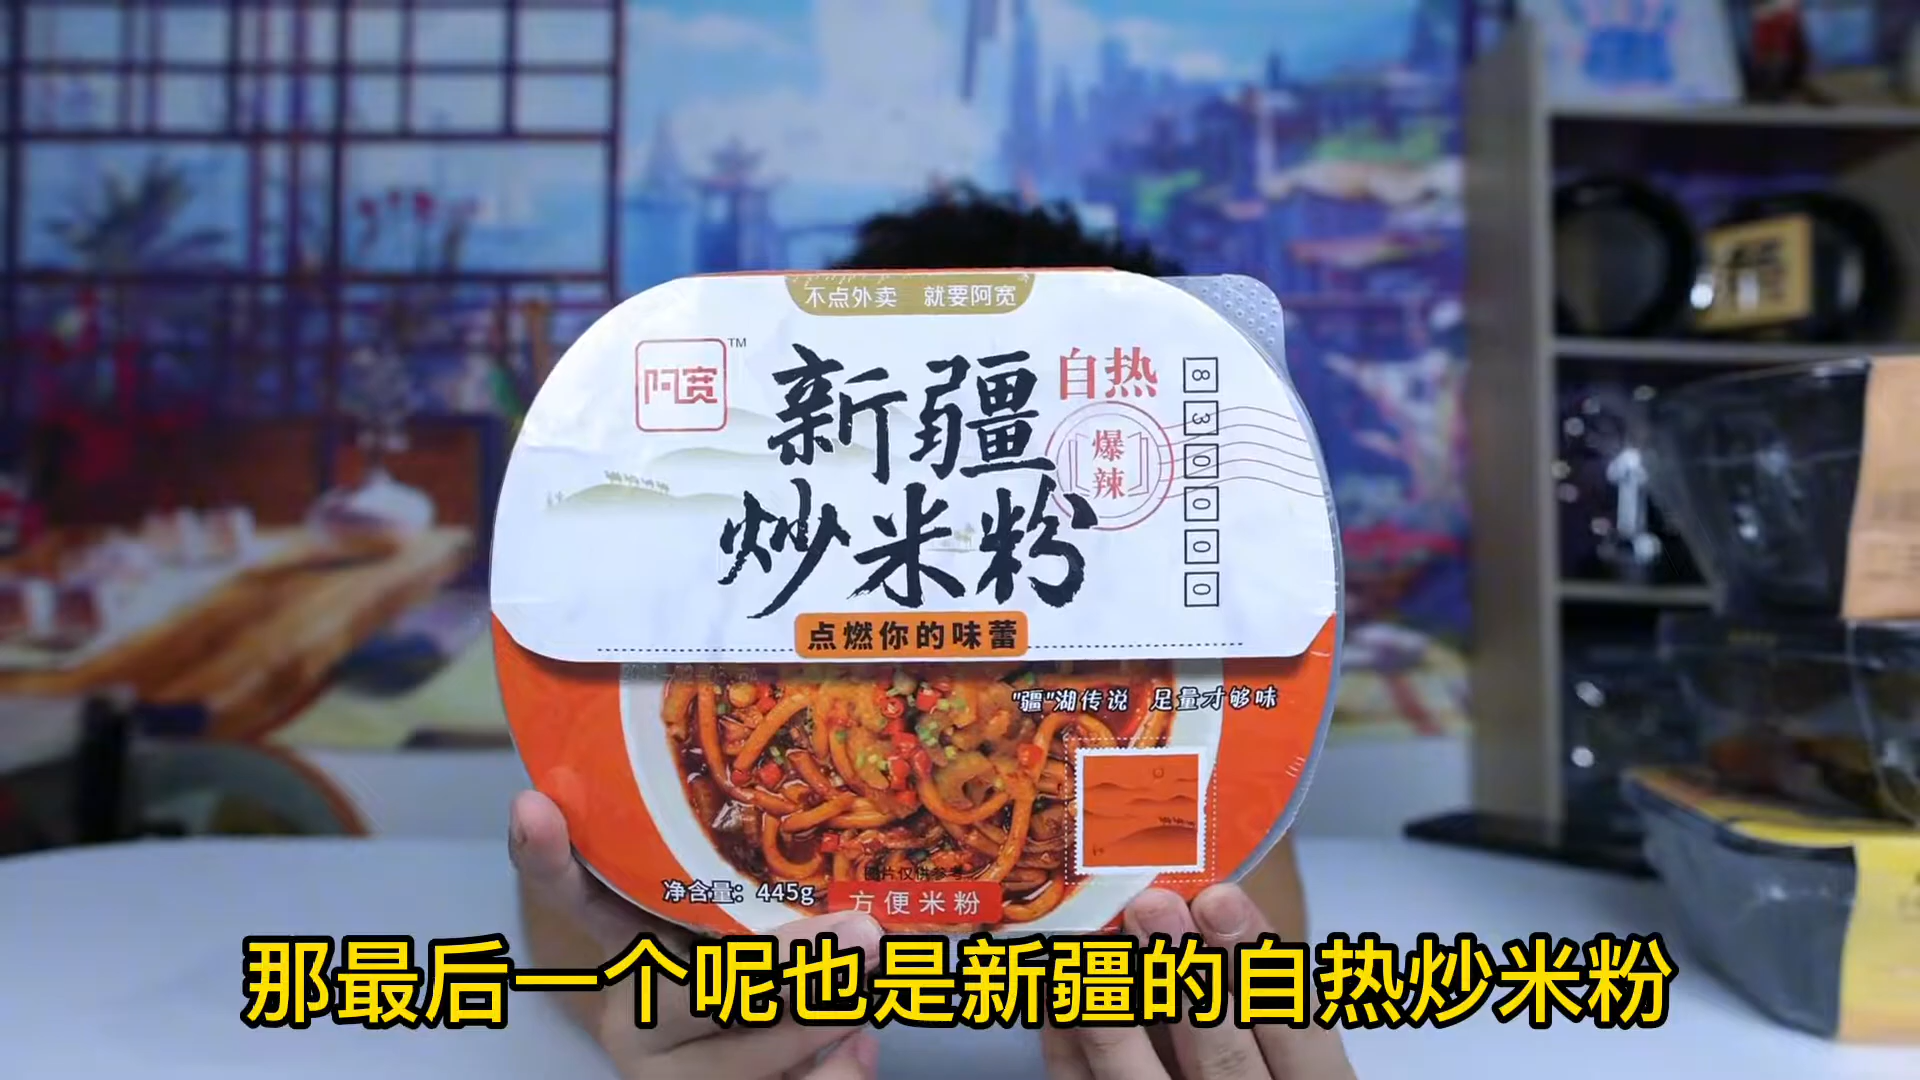 不点外卖 就要阿宽
阿宽
TM
新疆
炒米粉
自热
爆辣
830000
点燃你的味蕾
"疆"湖传说 足量才够味
图片仅供参考
净含量：445g
方便米粉
那最后一个呢也是新疆的自热炒米粉